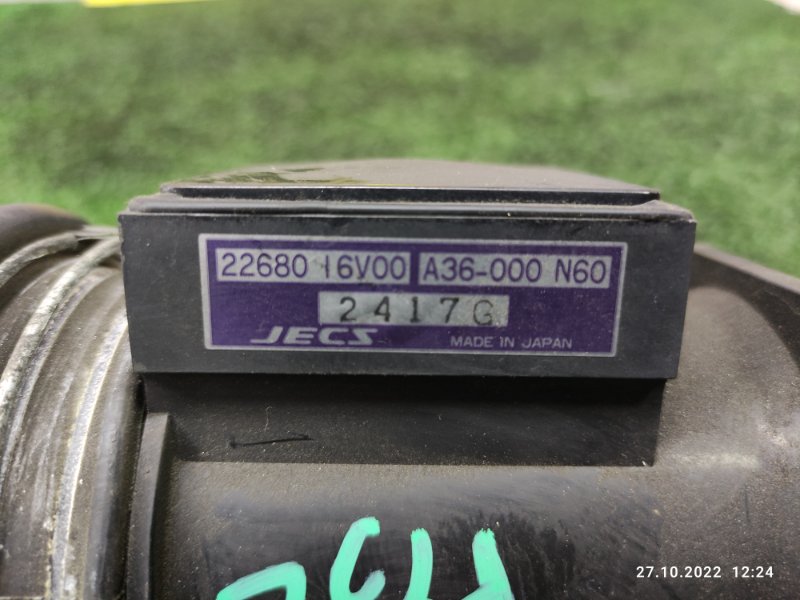 22680 16V00 A36-000 N60
2417G
JECS MADE IN JAPAN
27.10.2022 12:24